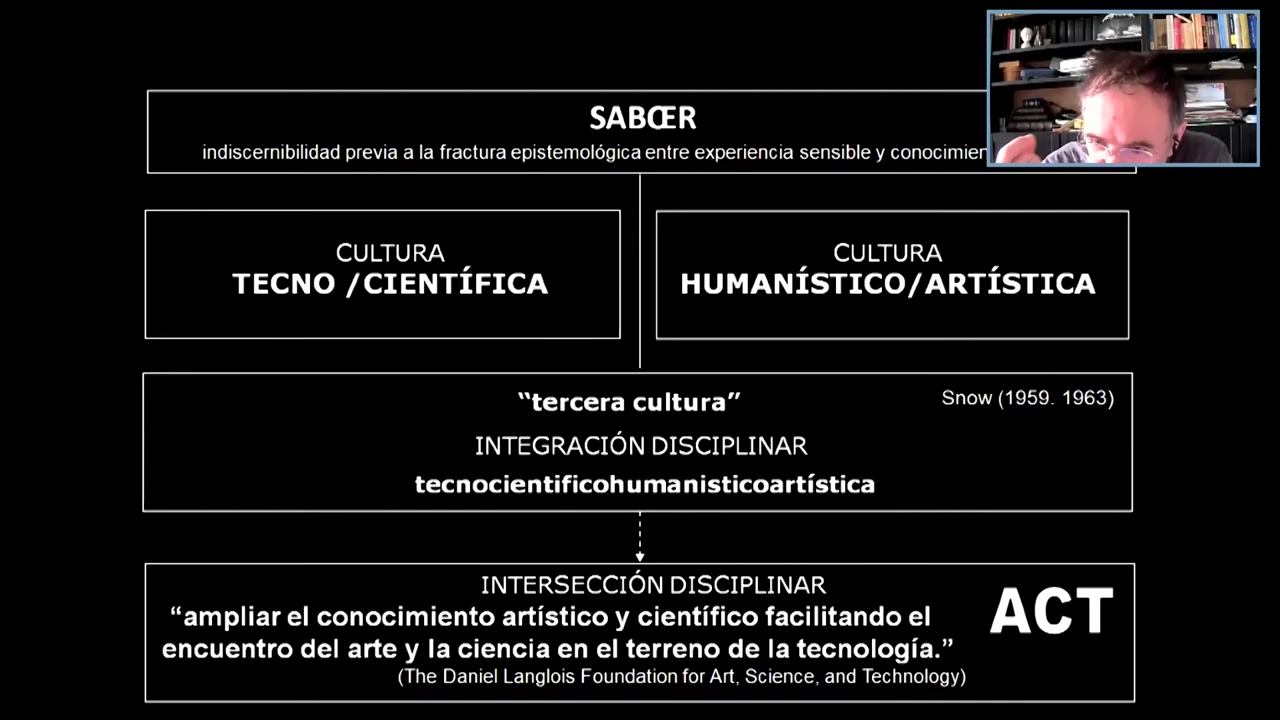 SABŒR
indiscernibilidad previa a la fractura epistemológica entre experiencia sensible y
CULTURA
TECNO /CIENTÍFICA
CULTURA
HUMANÍSTICO/ARTÍSTICA
“tercera cultura”
Snow (1959. 1963)
INTEGRACIÓN DISCIPLINAR
tecnocientificohumanisticoartística
INTERSECCIÓN DISCIPLINAR
“ampliar el conocimiento artístico y científico facilitando el
encuentro del arte y la ciencia en el terreno de la tecnología.”
(The Daniel Langlois Foundation for Art, Science, and Technology)
ACT